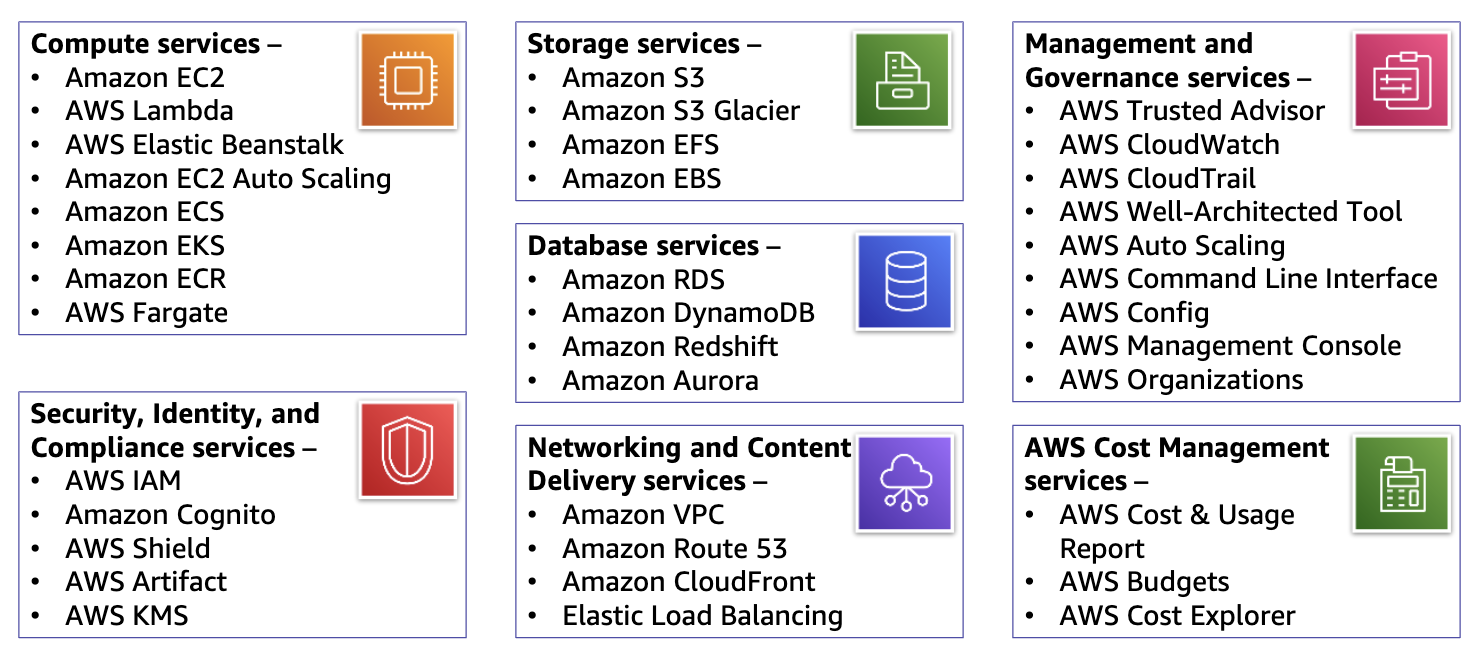 Compute services –
• Amazon EC2
• AWS Lambda
• AWS Elastic Beanstalk
• Amazon EC2 Auto Scaling
• Amazon ECS
• Amazon EKS
• Amazon ECR
• AWS Fargate
Security, Identity, and
Compliance services –
• AWS IAM
• Amazon Cognito
• AWS Shield
• AWS Artifact
• AWS KMS
Storage services –
• Amazon S3
• Amazon S3 Glacier
• Amazon EFS
• Amazon EBS
Database services –
• Amazon RDS
• Amazon DynamoDB
• Amazon Redshift
• Amazon Aurora
Networking and Content
Delivery services –
• Amazon VPC
• Amazon Route 53
• Amazon CloudFront
• Elastic Load Balancing
Management and
Governance services –
• AWS Trusted Advisor
• AWS CloudWatch
• AWS CloudTrail
• AWS Well-Architected Tool
• AWS Auto Scaling
• AWS Command Line Interface
• AWS Config
• AWS Management Console
• AWS Organizations
AWS Cost Management
services –
• AWS Cost & Usage
Report
• AWS Budgets
• AWS Cost Explorer